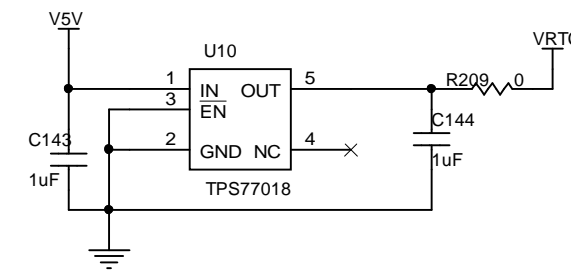 V5V
U10
VRT
R209 0
1 IN OUT 5
3 EN
C143
C144
2 GND NC 4
1uF
1uF
TPS77018